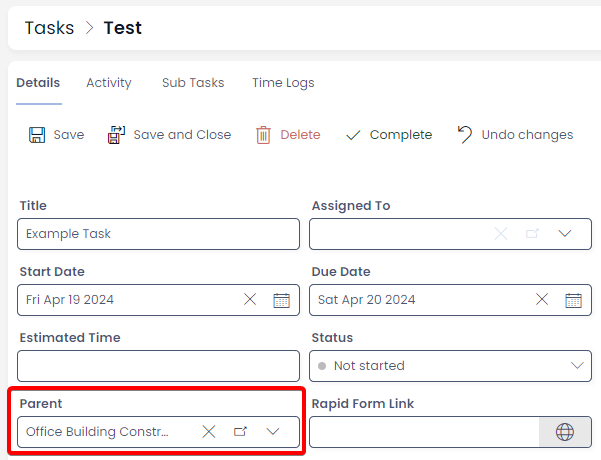 Tasks > Test
Details Activity Sub Tasks Time Logs
Save Save and Close Delete Complete Undo changes
Title Assigned To
Example Task
Start Date Due Date
Fri Apr 19 2024 Sat Apr 20 2024
Estimated Time Status
Not started
Parent Rapid Form Link
Office Building Constr...